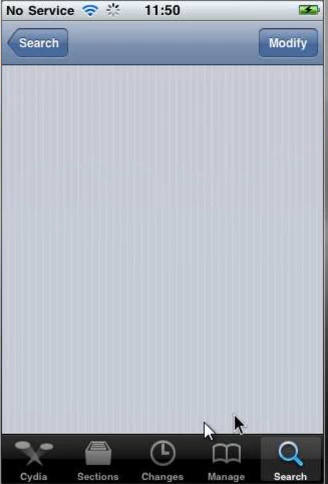 No Service 11:50
Search Modify
Cydia Sections Changes Manage Search